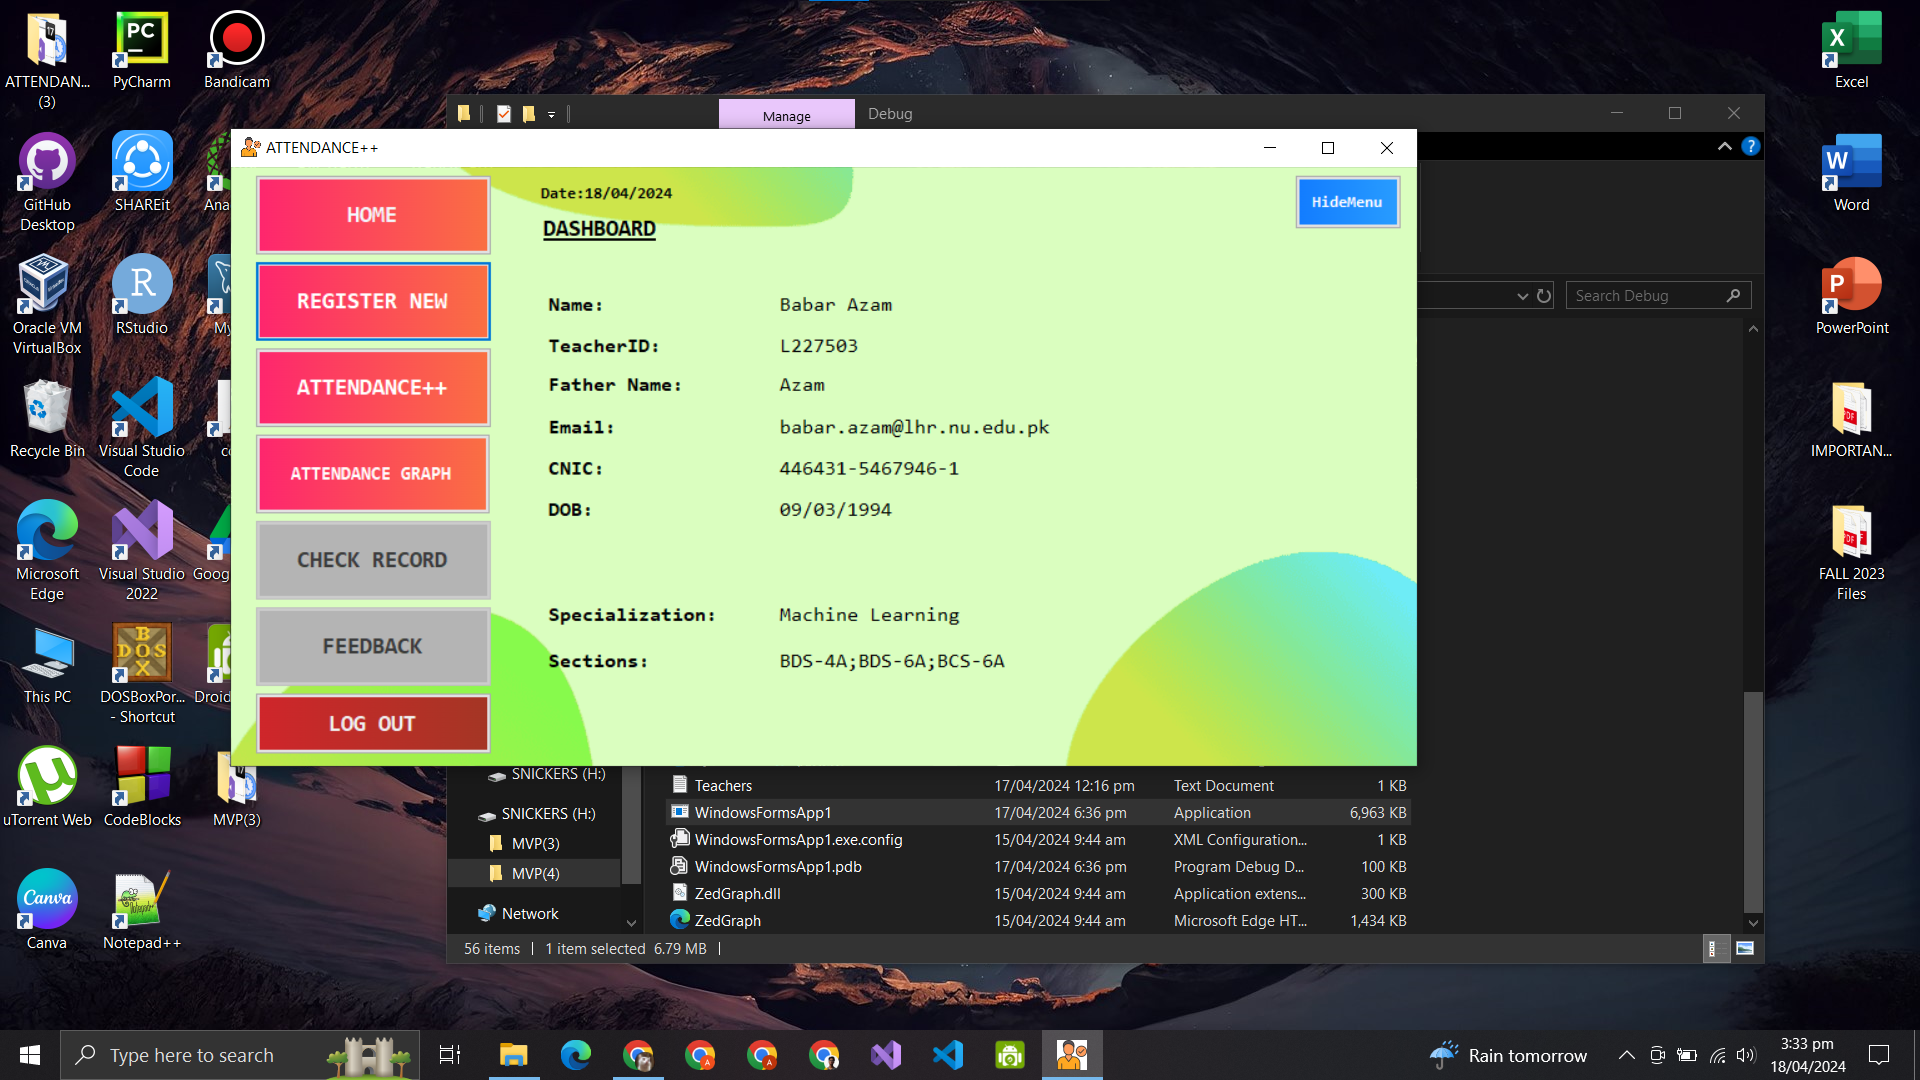 ATTENDAN...
(3)
PyCharm
Bandicam
GitHub
Desktop
SHAREit
Ana
Oracle VM
VirtualBox
RStudio
My
Recycle Bin
Visual Studio
Code
Microsoft
Edge
Visual Studio
2022
Goog
This PC
DOSBoxPor...
- Shortcut
Droid
uTorrent Web
CodeBlocks
MVP(3)
Canva
Notepad++
Excel
Word
PowerPoint
IMPORTAN...
FALL 2023
Files
Manage
Debug
Search Debug
ATTENDANCE++
HOME
REGISTER NEW
ATTENDANCE++
ATTENDANCE GRAPH
CHECK RECORD
FEEDBACK
LOG OUT
Date:18/04/2024
DASHBOARD
HideMenu
Name: Babar Azam
TeacherID: L227503
Father Name: Azam
Email: babar.azam@lhr.nu.edu.pk
CNIC: 446431-5467946-1
DOB: 09/03/1994
Specialization: Machine Learning
Sections: BDS-4A;BDS-6A;BCS-6A
SNICKERS (H:)
SNICKERS (H:)
MVP(3)
MVP(4)
Network
Teachers 17/04/2024 12:16 pm Text Document 1 KB
WindowsFormsApp1 17/04/2024 6:36 pm Application 6,963 KB
WindowsFormsApp1.exe.config 15/04/2024 9:44 am XML Configuration... 1 KB
WindowsFormsApp1.pdb 17/04/2024 6:36 pm Program Debug D... 100 KB
ZedGraph.dll 15/04/2024 9:44 am Application extens... 300 KB
ZedGraph 15/04/2024 9:44 am Microsoft Edge HT... 1,434 KB
56 items
1 item selected 6.79 MB
Type here to search
Rain tomorrow
3:33 pm
18/04/2024